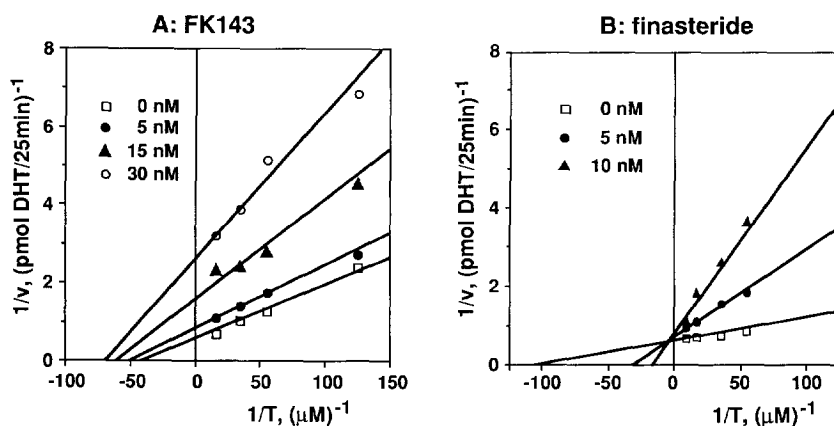 A: FK143
1/v, (pmol DHT/25min)⁻¹
8
6
4
2
0
□ 0 nM
● 5 nM
▲ 15 nM
○ 30 nM
-100 -50 0 50 100 150
1/T, (μM)⁻¹
B: finasteride
1/v, (pmol DHT/25min)⁻¹
8
6
4
2
0
□ 0 nM
● 5 nM
▲ 10 nM
-100 -50 0 50 100
1/T, (μM)⁻¹